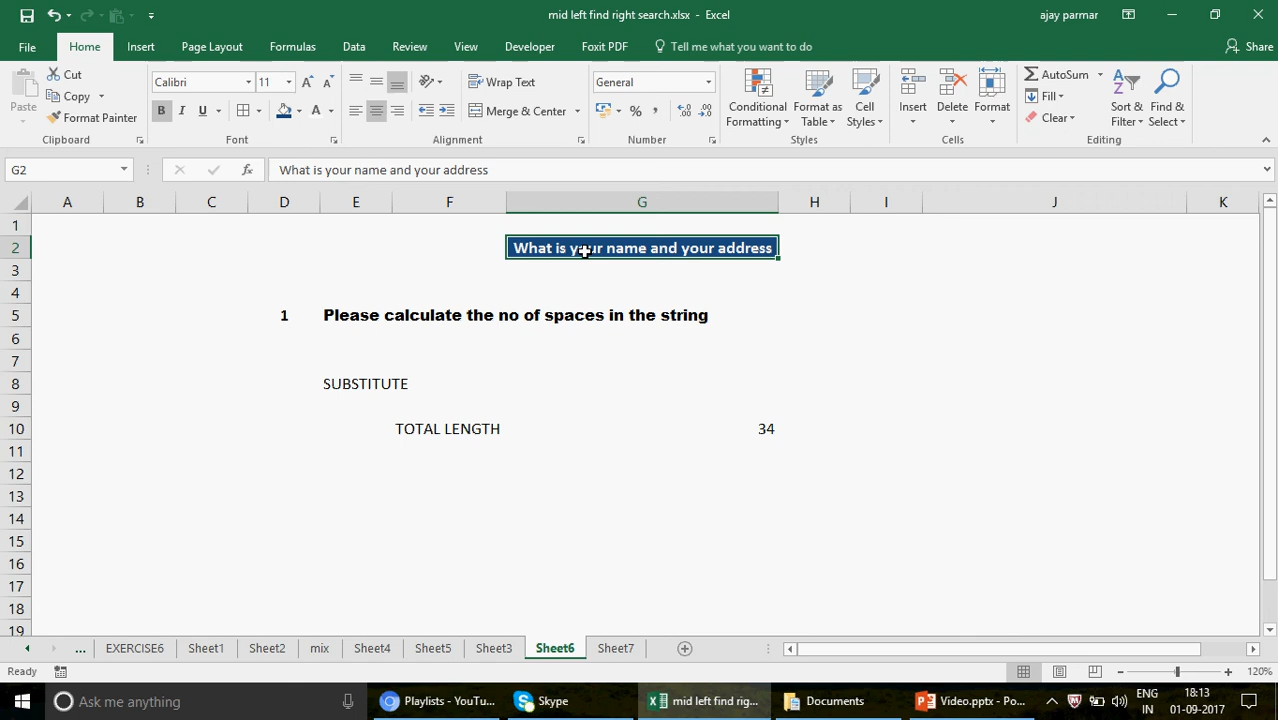 mid left find right search.xlsx - Excel
ajay parmar
File Home Insert Page Layout Formulas Data Review View Developer Foxit PDF Tell me what you want to do Share
Paste
Cut
Copy
Format Painter
Clipboard
Calibri 11
B I U
Font
Wrap Text
Merge & Center
Alignment
General
Number
Conditional Formatting
Format as Table
Cell Styles
Styles
Insert Delete Format
Cells
AutoSum
Fill
Clear
Sort & Filter
Find & Select
Editing
G2 fx What is your name and your address
A B C D E F G H I J K
1
2 What is your name and your address
3
4
5 1 Please calculate the no of spaces in the string
6
7
8 SUBSTITUTE
9
10 TOTAL LENGTH 34
11
12
13
14
15
16
17
18
19
... EXERCISE6 Sheet1 Sheet2 mix Sheet4 Sheet5 Sheet3 Sheet6 Sheet7
Ready 120%
Ask me anything Playlists - YouTu... Skype mid left find rig... Documents Video.pptx - Po... ENG IN 18:13 01-09-2017